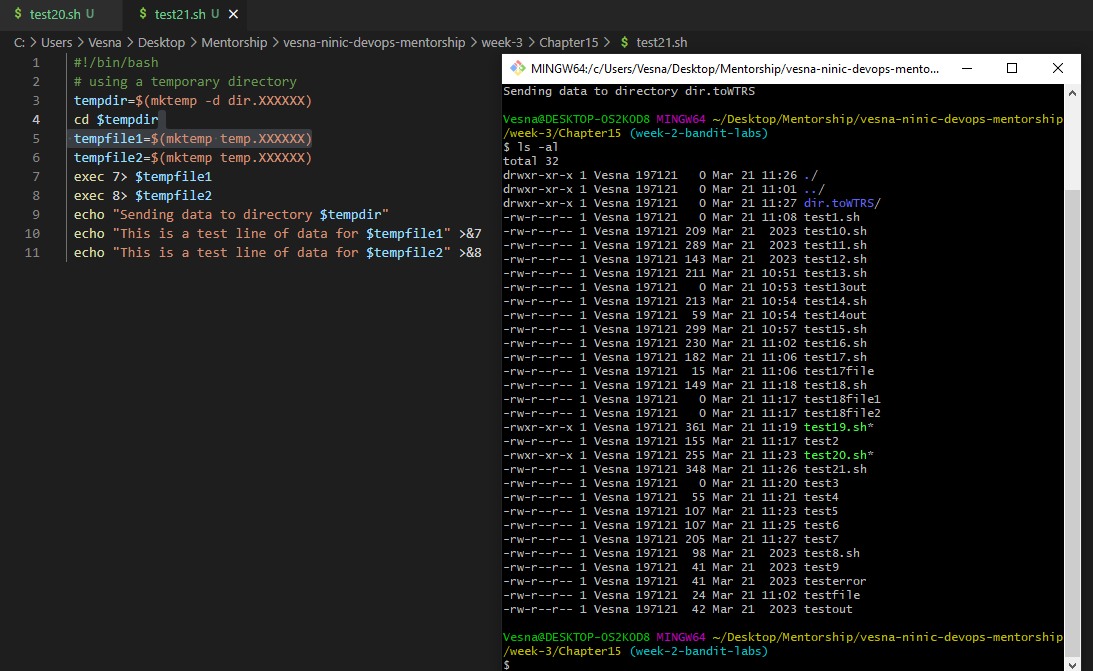 $ test20.sh U
$ test21.sh U
C: > Users > Vesna > Desktop > Mentorship > vesna-ninic-devops-mentorship > week-3 > Chapter15 > $ test21.sh
1 #!/bin/bash
2 # using a temporary directory
3 tempdir=$(mktemp -d dir.XXXXXX)
4 cd $tempdir
5 tempfile1=$(mktemp temp.XXXXXX)
6 tempfile2=$(mktemp temp.XXXXXX)
7 exec 7> $tempfile1
8 exec 8> $tempfile2
9 echo "Sending data to directory $tempdir"
10 echo "This is a test line of data for $tempfile1" >&7
11 echo "This is a test line of data for $tempfile2" >&8
MINGW64:/c/Users/Vesna/Desktop/Mentorship/vesna-ninic-devops-mento...
Sending data to directory dir.toWTRS
Vesna@DESKTOP-OS2KOD8 MINGW64 ~/Desktop/Mentorship/vesna-ninic-devops-mentorship
/week-3/Chapter15 (week-2-bandit-labs)
$ ls -al
total 32
drwxr-xr-x 1 Vesna 197121   0 Mar 21 11:26 ./
drwxr-xr-x 1 Vesna 197121   0 Mar 21 11:01 ../
drwxr-xr-x 1 Vesna 197121   0 Mar 21 11:27 dir.toWTRS/
-rw-r--r-- 1 Vesna 197121   0 Mar 21 11:08 test1.sh
-rw-r--r-- 1 Vesna 197121 209 Mar 21  2023 test10.sh
-rw-r--r-- 1 Vesna 197121 289 Mar 21  2023 test11.sh
-rw-r--r-- 1 Vesna 197121 143 Mar 21  2023 test12.sh
-rw-r--r-- 1 Vesna 197121 211 Mar 21 10:51 test13.sh
-rw-r--r-- 1 Vesna 197121   0 Mar 21 10:53 test13out
-rw-r--r-- 1 Vesna 197121 213 Mar 21 10:54 test14.sh
-rw-r--r-- 1 Vesna 197121  59 Mar 21 10:54 test14out
-rw-r--r-- 1 Vesna 197121 299 Mar 21 10:57 test15.sh
-rw-r--r-- 1 Vesna 197121 230 Mar 21 11:02 test16.sh
-rw-r--r-- 1 Vesna 197121 182 Mar 21 11:06 test17.sh
-rw-r--r-- 1 Vesna 197121  15 Mar 21 11:06 test17file
-rw-r--r-- 1 Vesna 197121 149 Mar 21 11:18 test18.sh
-rw-r--r-- 1 Vesna 197121   0 Mar 21 11:17 test18file1
-rw-r--r-- 1 Vesna 197121   0 Mar 21 11:17 test18file2
-rwxr-xr-x 1 Vesna 197121 361 Mar 21 11:19 test19.sh*
-rw-r--r-- 1 Vesna 197121 155 Mar 21 11:17 test2
-rwxr-xr-x 1 Vesna 197121 255 Mar 21 11:23 test20.sh*
-rw-r--r-- 1 Vesna 197121 348 Mar 21 11:26 test21.sh
-rw-r--r-- 1 Vesna 197121   0 Mar 21 11:20 test3
-rw-r--r-- 1 Vesna 197121  55 Mar 21 11:21 test4
-rw-r--r-- 1 Vesna 197121 107 Mar 21 11:23 test5
-rw-r--r-- 1 Vesna 197121 107 Mar 21 11:25 test6
-rw-r--r-- 1 Vesna 197121 205 Mar 21 11:27 test7
-rw-r--r-- 1 Vesna 197121  98 Mar 21  2023 test8.sh
-rw-r--r-- 1 Vesna 197121  41 Mar 21  2023 test9
-rw-r--r-- 1 Vesna 197121  41 Mar 21  2023 testerror
-rw-r--r-- 1 Vesna 197121  24 Mar 21 11:02 testfile
-rw-r--r-- 1 Vesna 197121  42 Mar 21  2023 testout
Vesna@DESKTOP-OS2KOD8 MINGW64 ~/Desktop/Mentorship/vesna-ninic-devops-mentorship
/week-3/Chapter15 (week-2-bandit-labs)
$